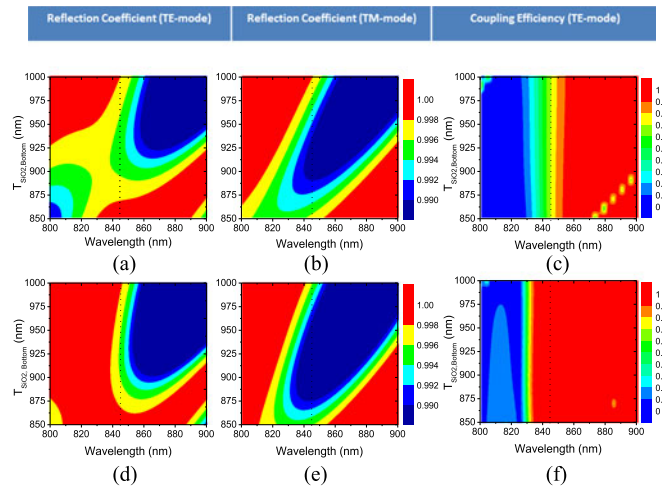 Reflection Coefficient (TE-mode) Reflection Coefficient (TM-mode) Coupling Efficiency (TE-mode)
1000 1000 1000
975 975 975
950 950 950
925 925 925
900 900 900
875 875 875
850 850 850
T SiO2,Bottom (nm) T SiO2,Bottom (nm)
1.00
0.998
0.996
0.994
0.992
0.990
1
800 820 840 860 880 900 800 820 840 860 880 900 800 820 840 860 880 900
Wavelength (nm) Wavelength (nm) Wavelength (nm)
(a) (b) (c)
1000 1000 1000
975 975 975
950 950 950
925 925 925
900 900 900
875 875 875
850 850 850
T SiO2, Bottom (nm) T SiO2,Bottom (nm)
1.00
0.998
0.996
0.994
0.992
0.990
1
800 820 840 860 880 900 800 820 840 860 880 900 800 820 840 860 880 900
Wavelength (nm) Wavelength (nm) Wavelength (nm)
(d) (e) (f)